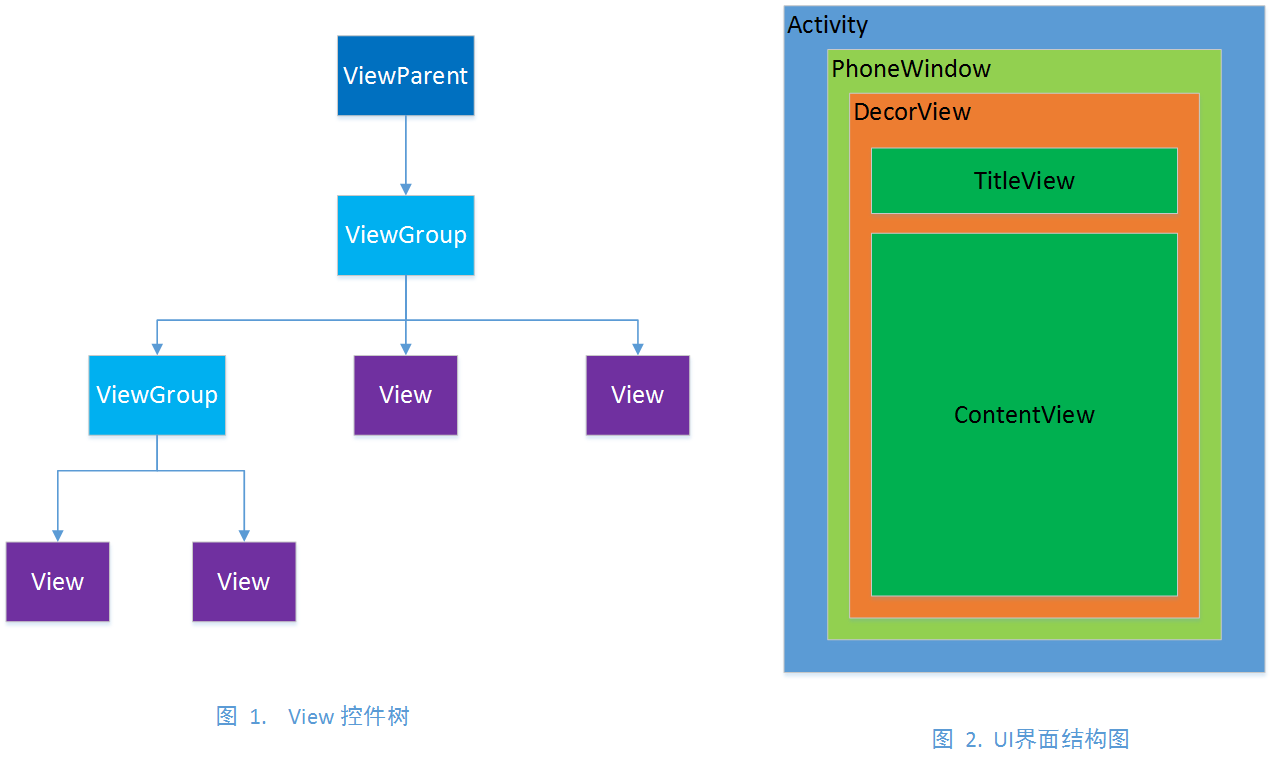 ViewParent
ViewGroup
ViewGroup
View
View
View
View
图 1. View 控件树
Activity
PhoneWindow
DecorView
TitleView
ContentView
图 2. UI界面结构图